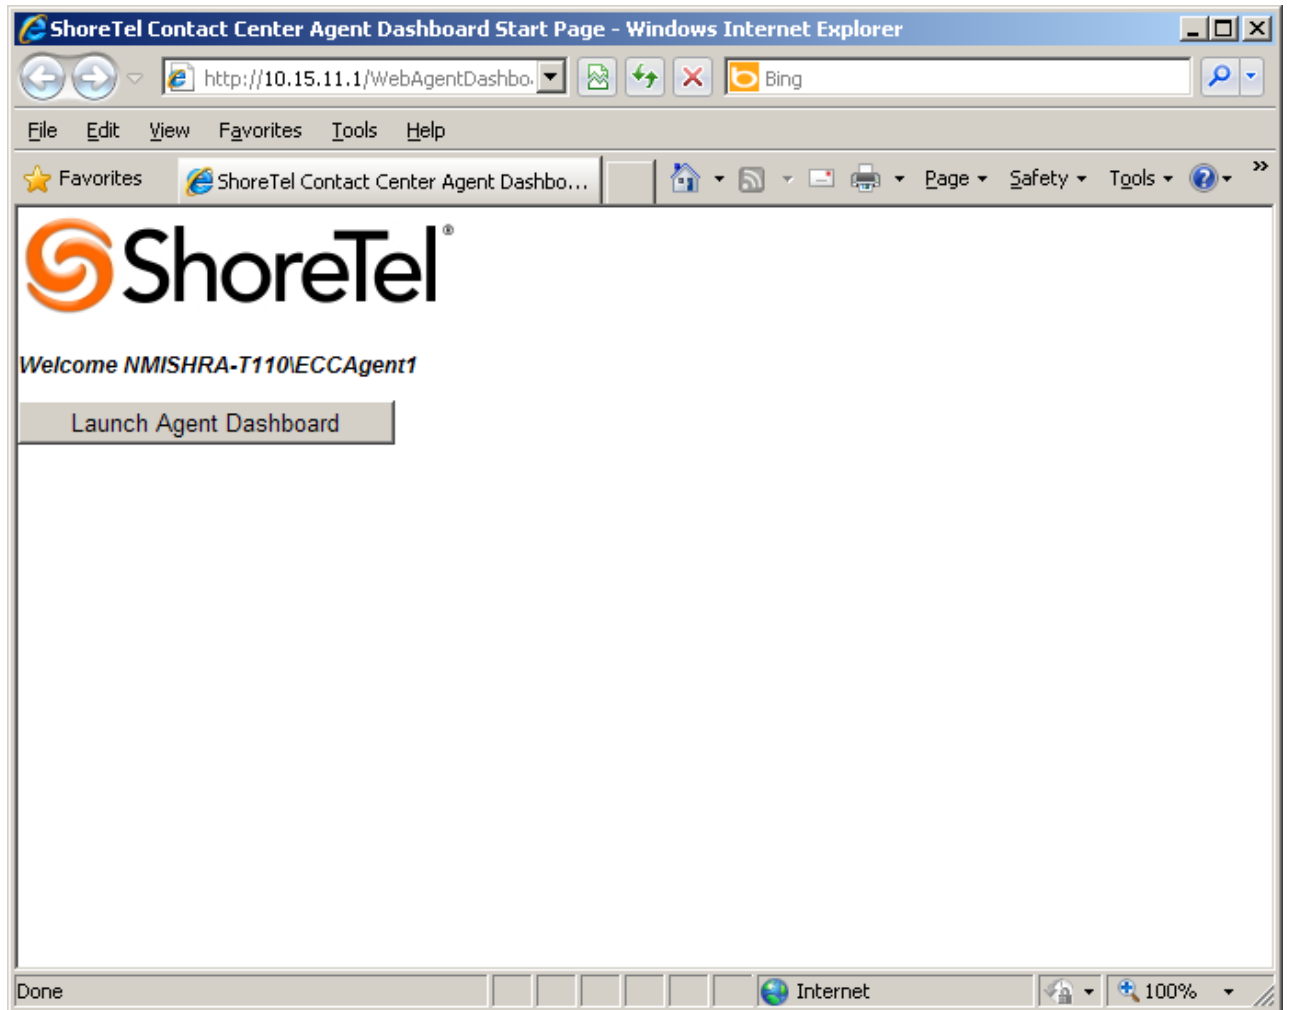 ShoreTel Contact Center Agent Dashboard Start Page - Windows Internet Explorer
http://10.15.11.1/WebAgentDashbo. Bing
File Edit View Favorites Tools Help
Favorites ShoreTel Contact Center Agent Dashbo... Page Safety Tools »
ShoreTel®
Welcome NMISHRA-T110\ECCAgent1
Launch Agent Dashboard
Done Internet 100%